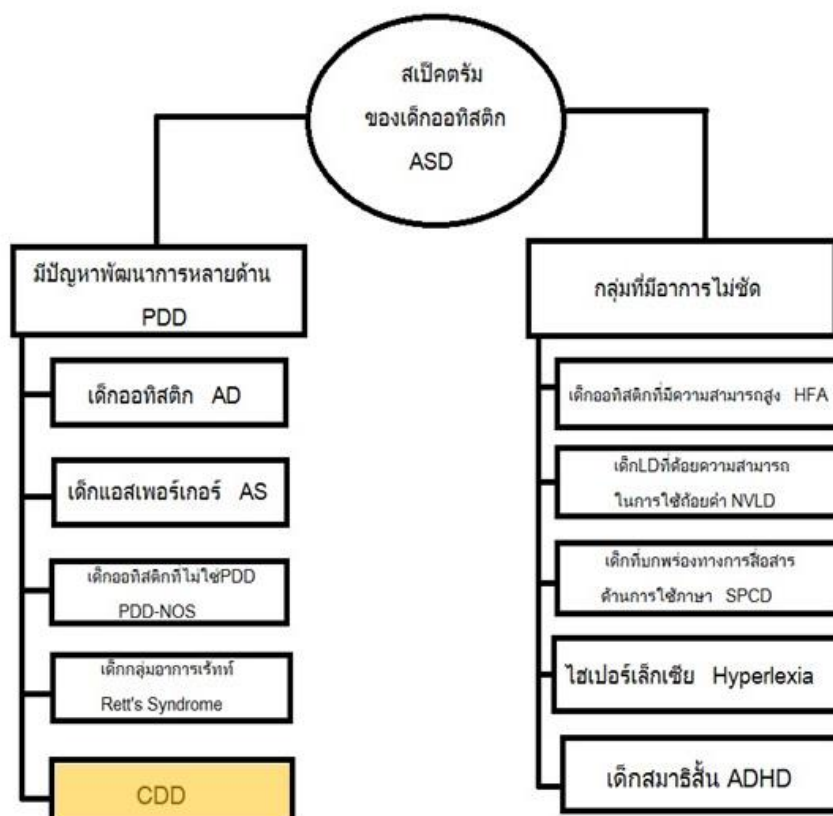 สเป๊คตรัม
ของเด็กออทิสติก
ASD
มีปัญหาพัฒนาการหลายด้าน
PDD
เด็กออทิสติก AD
เด็กแอสเพอร์เกอร์ AS
เด็กออทิสติกที่ไม่ใช่PDD
PDD-NOS
เด็กกลุ่มอาการเร้ทท์
Rett's Syndrome
CDD
กลุ่มที่มีอาการไม่ชัด
เด็กออทิสติกที่มีความสามารถสูง HFA
เด็กLDที่ด้อยความสามารถ
ในการใช้ถ้อยคำ NVLD
เด็กที่บกพร่องทางการสื่อสาร
ด้านการใช้ภาษา SPCD
ไฮเปอร์เล็กเซีย Hyperlexia
เด็กสมาธิสั้น ADHD